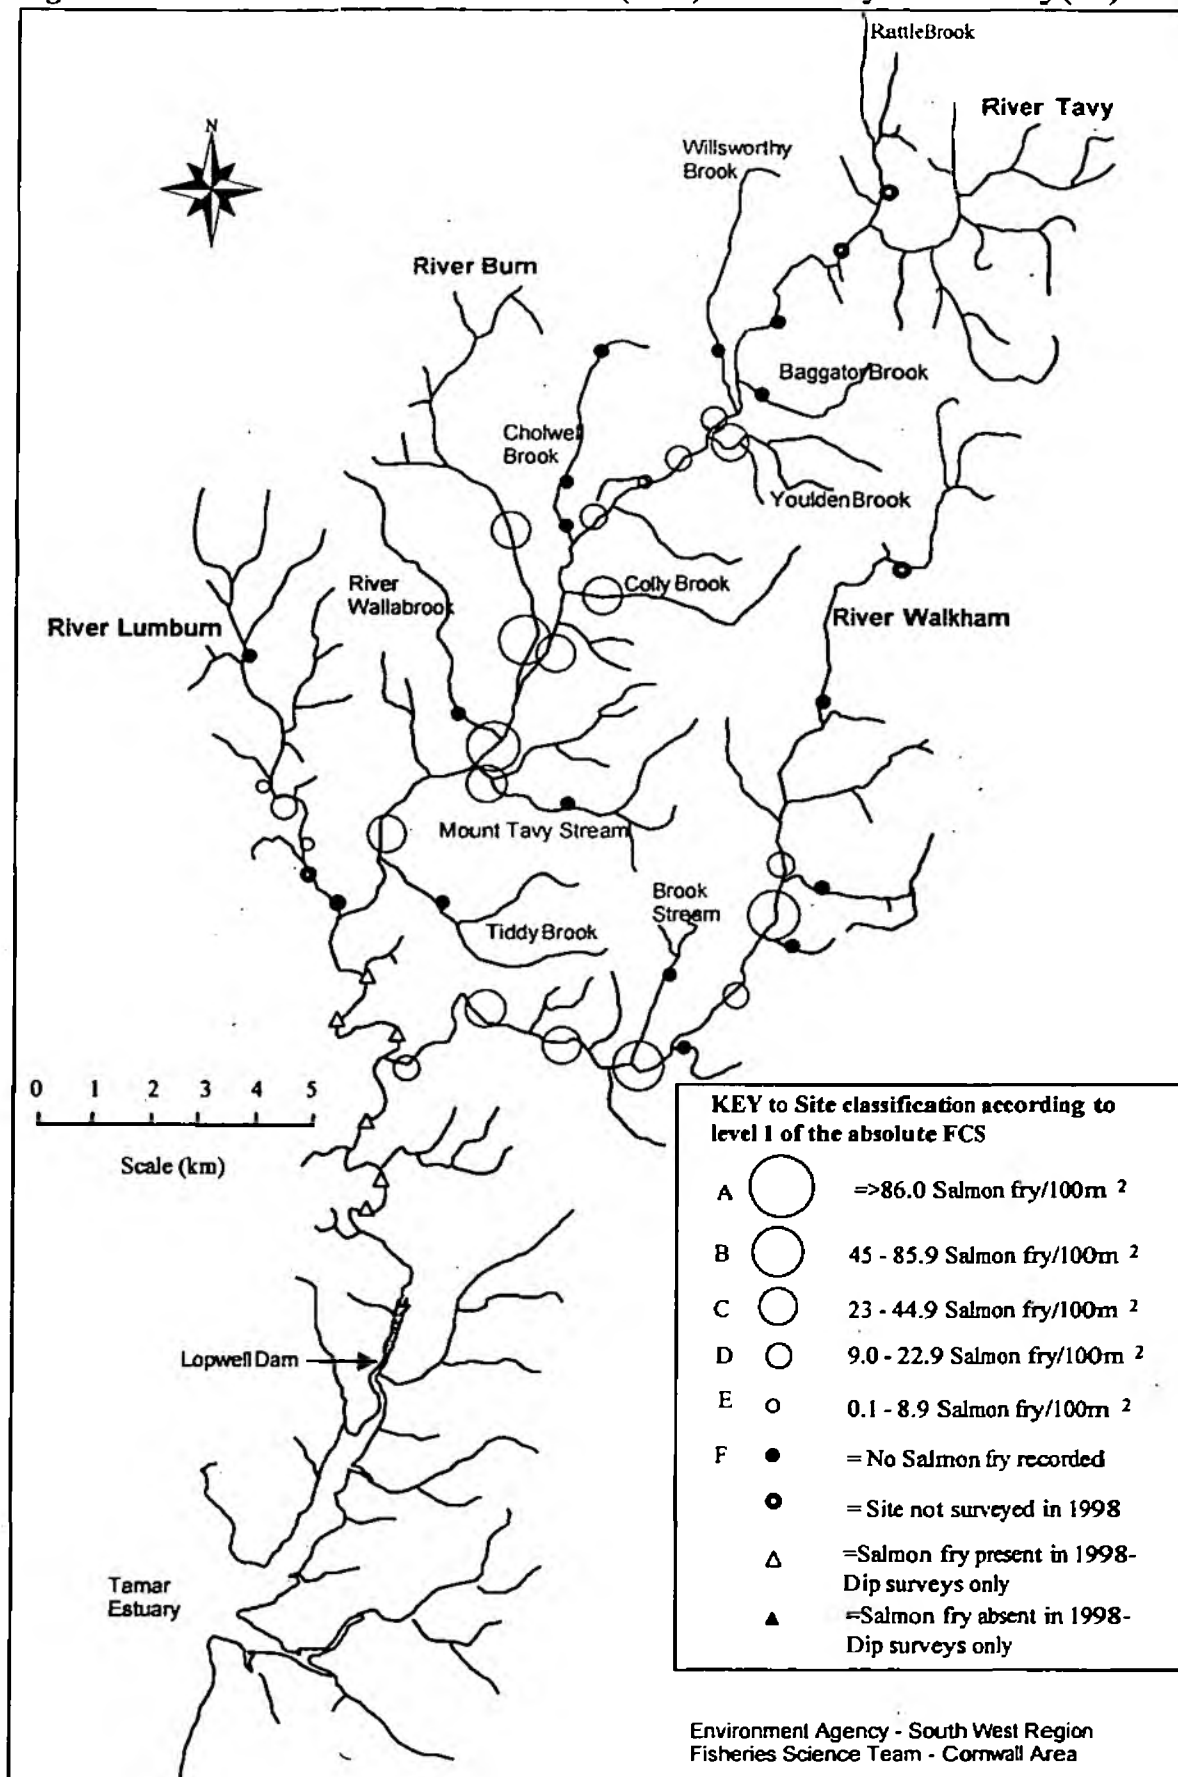 RattleBrook
River Tavy
N
Willsworthy
Brook
River Burn
Baggator Brook
Cholwell
Brook
Youlden Brook
River
Wallabrook
Colly Brook
River Lumburn
River Walkham
Mount Tavy Stream
Brook
Stream
Tiddy Brook
0 1 2 3 4 5
Scale (km)
KEY to Site classification according to
level 1 of the absolute FCS
A =>86.0 Salmon fry/100m 2
B 45 - 85.9 Salmon fry/100m 2
C 23 - 44.9 Salmon fry/100m 2
D 9.0 - 22.9 Salmon fry/100m 2
E 0.1 - 8.9 Salmon fry/100m 2
F = No Salmon fry recorded
= Site not surveyed in 1998
=Salmon fry present in 1998-
Dip surveys only
=Salmon fry absent in 1998-
Dip surveys only
Lopwell Dam
Tamar
Estuary
Environment Agency - South West Region
Fisheries Science Team - Cornwall Area